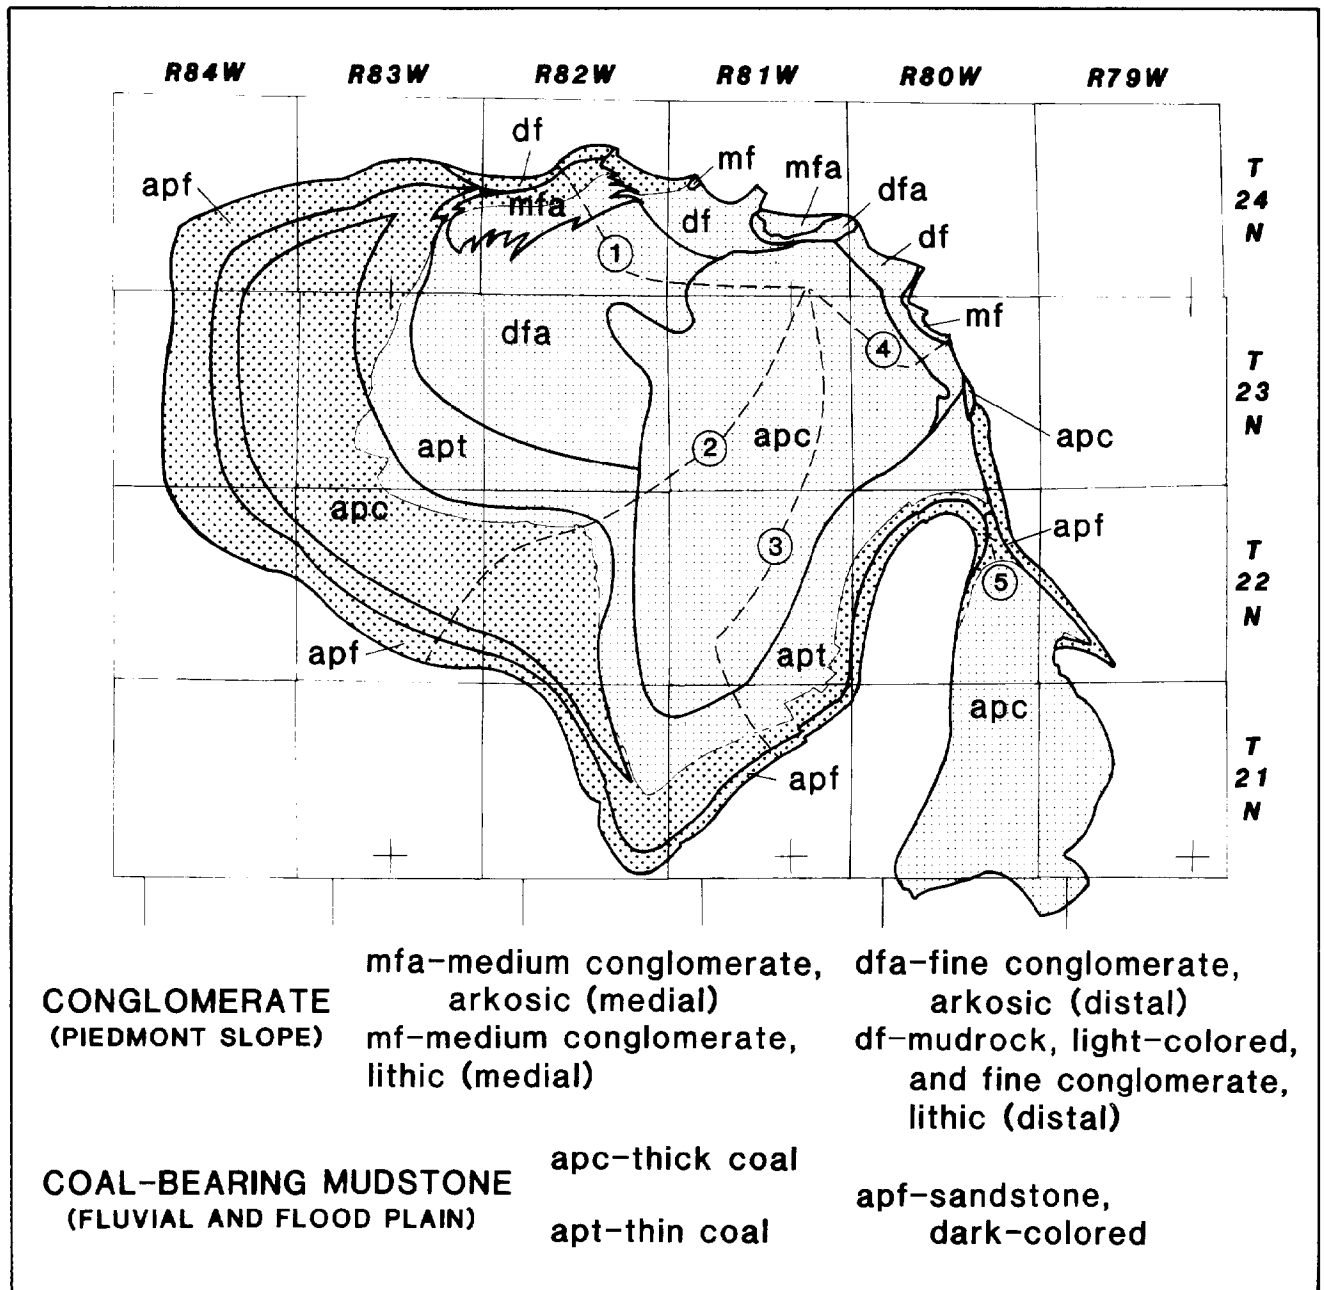 R84W R83W R82W R81W R80W R79W
T
24
N
T
23
N
T
22
N
T
21
N
df
mf
mfa
apf
dfa
mfa
df
df
1
mf
dfa
4
apt
2
apc
apc
apc
3
apf
5
apf
apt
apc
apf
CONGLOMERATE
(PIEDMONT SLOPE)
mfa-medium conglomerate,
arkosic (medial)
mf-medium conglomerate,
lithic (medial)
dfa-fine conglomerate,
arkosic (distal)
df-mudrock, light-colored,
and fine conglomerate,
lithic (distal)
COAL-BEARING MUDSTONE
(FLUVIAL AND FLOOD PLAIN)
apc-thick coal
apt-thin coal
apf-sandstone,
dark-colored